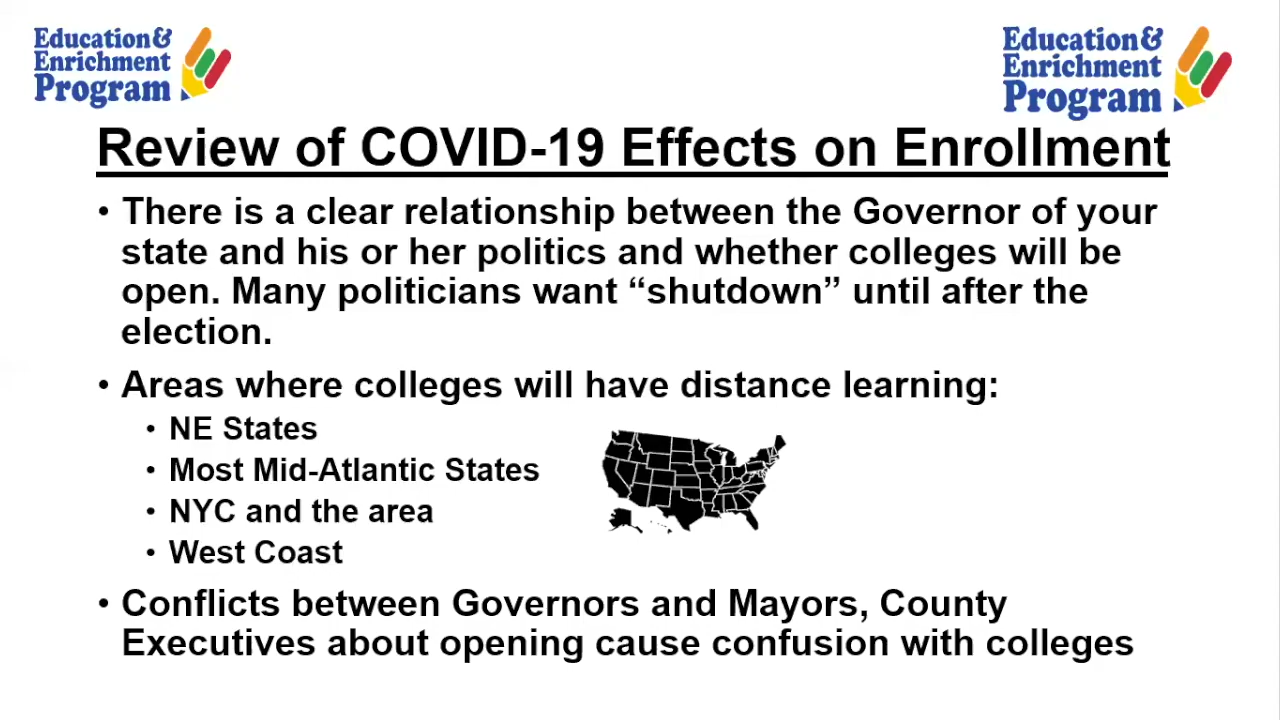 Education&
Enrichment
Program
Education&
Enrichment
Program
Review of COVID-19 Effects on Enrollment
• There is a clear relationship between the Governor of your
state and his or her politics and whether colleges will be
open. Many politicians want “shutdown” until after the
election.
• Areas where colleges will have distance learning:
• NE States
• Most Mid-Atlantic States
• NYC and the area
• West Coast
• Conflicts between Governors and Mayors, County
Executives about opening cause confusion with colleges